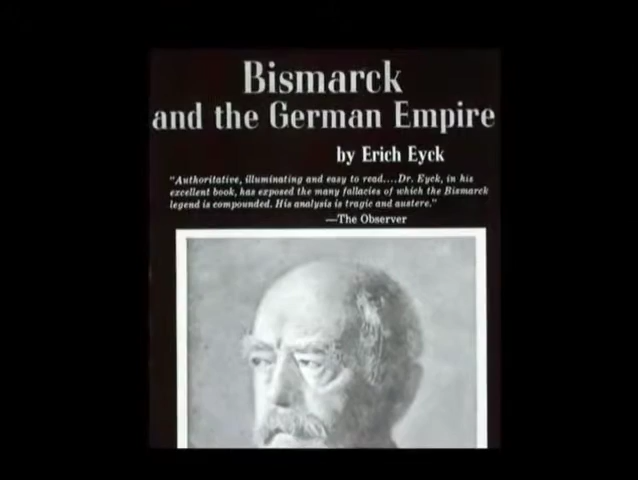 Bismarck
and the German Empire
by Erich Eyck
"Authoritative, illuminating and easy to read....Dr. Eyck, in his
excellent book, has exposed the many fallacies of which the Bismarck
legend is compounded. His analysis is tragic and austere."
—The Observer